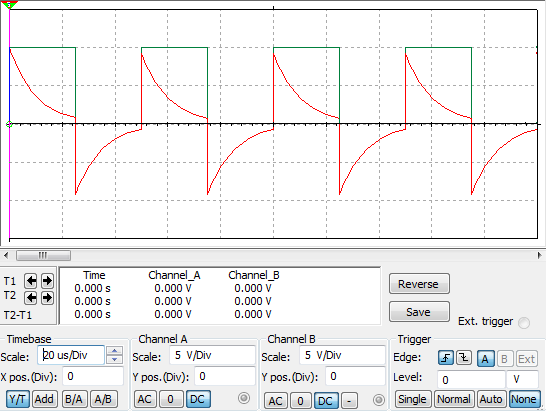 T1
T2
T2-T1
Time Channel_A Channel_B
0.000 s 0.000 V 0.000 V
0.000 s 0.000 V 0.000 V
0.000 s 0.000 V 0.000 V
Reverse
Save
Ext. trigger
Timebase
Scale: 20 us/Div
X pos.(Div): 0
Y/T Add B/A A/B
Channel A
Scale: 5 V/Div
Y pos.(Div): 0
AC 0 DC
Channel B
Scale: 5 V/Div
Y pos.(Div): 0
AC 0 DC -
Trigger
Edge: A B Ext
Level: 0 V
Single Normal Auto None